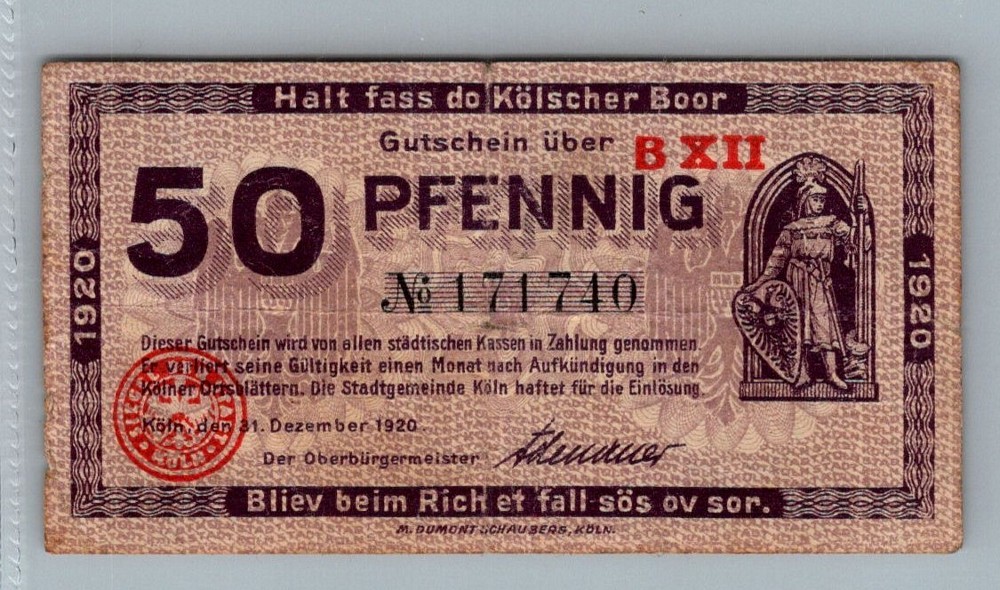 Halt fass do Kölscher Boor
Gutschein über
B XII
50 PFENNIG
1920
1920
№ 171740
Dieser Gutschein wird von allen städtischen Kassen in Zahlung genommen.
Er verliert seine Gültigkeit einen Monat nach Aufkündigung in den
Kölner Ortsblättern. Die Stadtgemeinde Köln haftet für die Einlösung.
Köln, den 31. Dezember 1920.
Der Oberbürgermeister Adenauer
Bliev beim Rich et fall sös ov sor.
M. DUMONT SCHAUBERG, KÖLN.